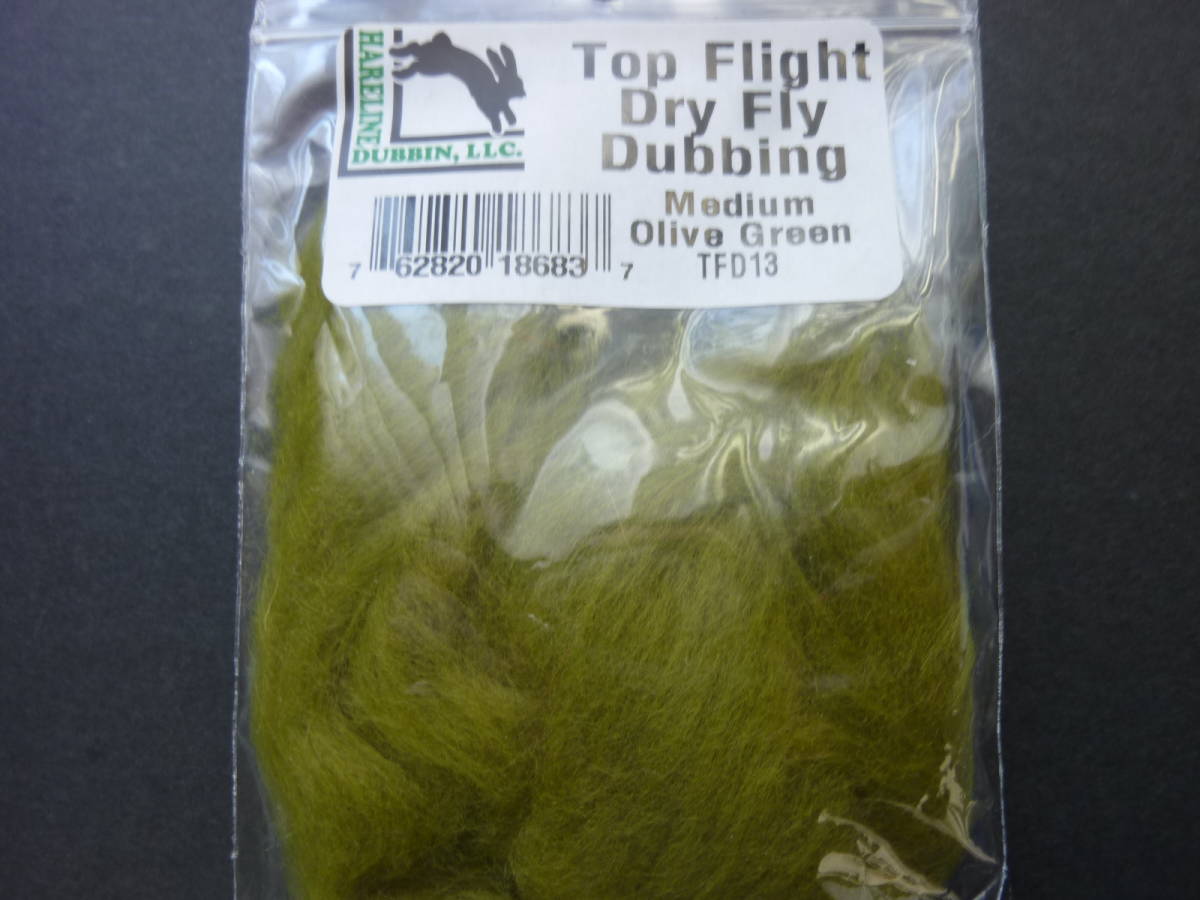 HARELINE
DUBBIN, LLC.
Top Flight
Dry Fly
Dubbing
Medium
Olive Green
TFD13
7 62820 18683 7